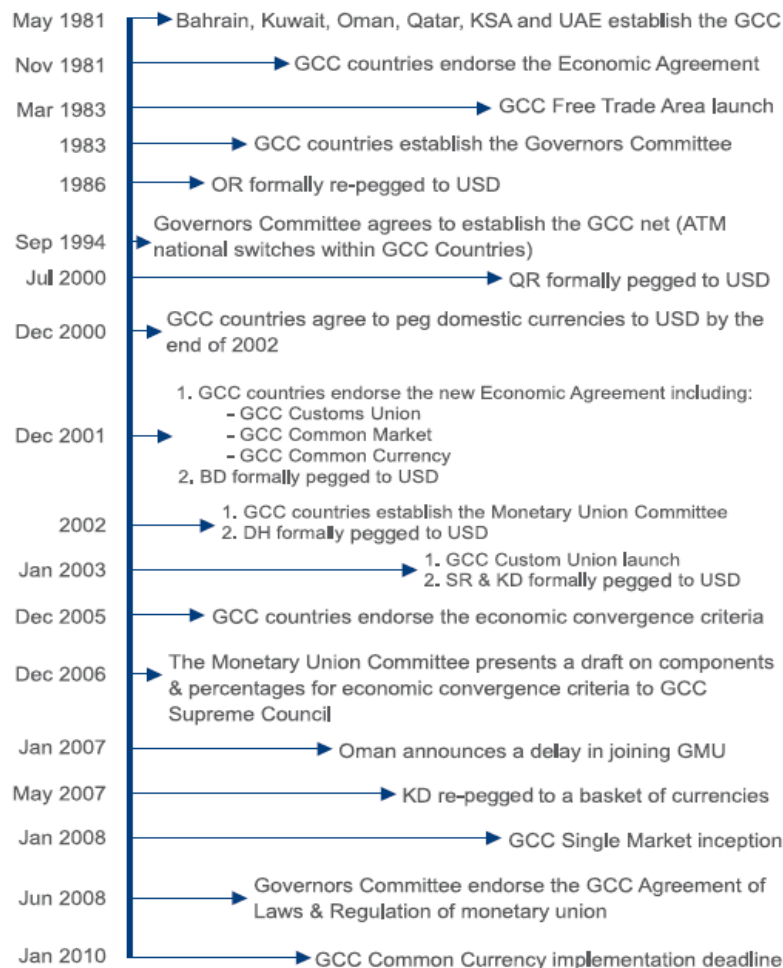 May 1981 Bahrain, Kuwait, Oman, Qatar, KSA and UAE establish the GCC
Nov 1981 GCC countries endorse the Economic Agreement
Mar 1983 GCC Free Trade Area launch
1983 GCC countries establish the Governors Committee
1986 OR formally re-pegged to USD
Sep 1994 Governors Committee agrees to establish the GCC net (ATM
national switches within GCC Countries)
Jul 2000 QR formally pegged to USD
Dec 2000 GCC countries agree to peg domestic currencies to USD by the
end of 2002
Dec 2001 1. GCC countries endorse the new Economic Agreement including:
- GCC Customs Union
- GCC Common Market
- GCC Common Currency
2. BD formally pegged to USD
2002 1. GCC countries establish the Monetary Union Committee
2. DH formally pegged to USD
Jan 2003 1. GCC Custom Union launch
2. SR & KD formally pegged to USD
Dec 2005 GCC countries endorse the economic convergence criteria
Dec 2006 The Monetary Union Committee presents a draft on components
& percentages for economic convergence criteria to GCC
Supreme Council
Jan 2007 Oman announces a delay in joining GMU
May 2007 KD re-pegged to a basket of currencies
Jan 2008 GCC Single Market inception
Jun 2008 Governors Committee endorse the GCC Agreement of
Laws & Regulation of monetary union
Jan 2010 GCC Common Currency implementation deadline